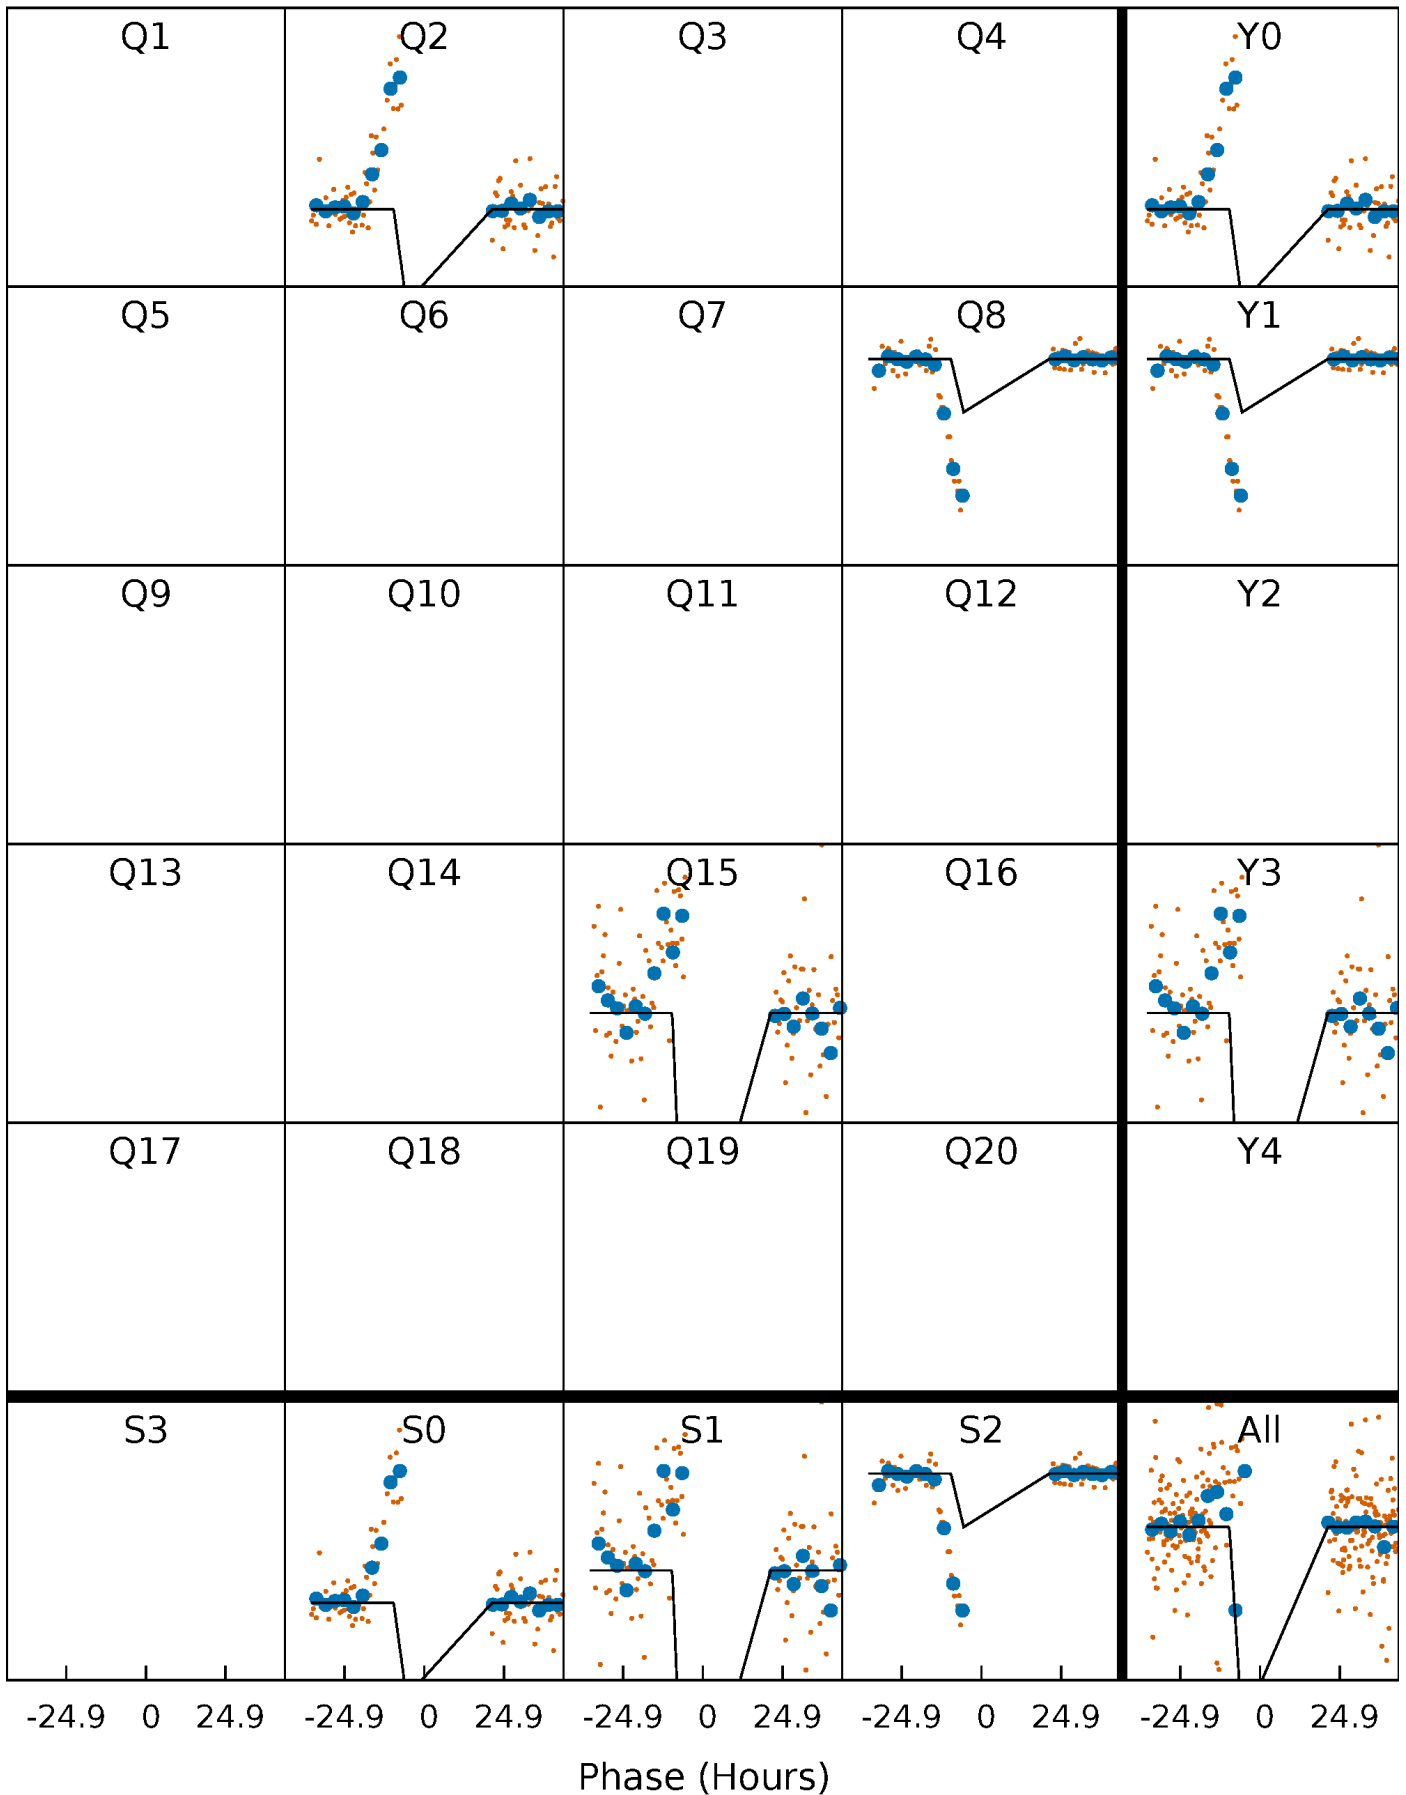 Q1 Q2 Q3 Q4 Y0
Q5 Q6 Q7 Q8 Y1
Q9 Q10 Q11 Q12 Y2
Q13 Q14 Q15 Q16 Y3
Q17 Q18 Q19 Q20 Y4
S3 S0 S1 S2 All
-24.9 0 24.9 -24.9 0 24.9 -24.9 0 24.9 -24.9 0 24.9 -24.9 0 24.9
Phase (Hours)